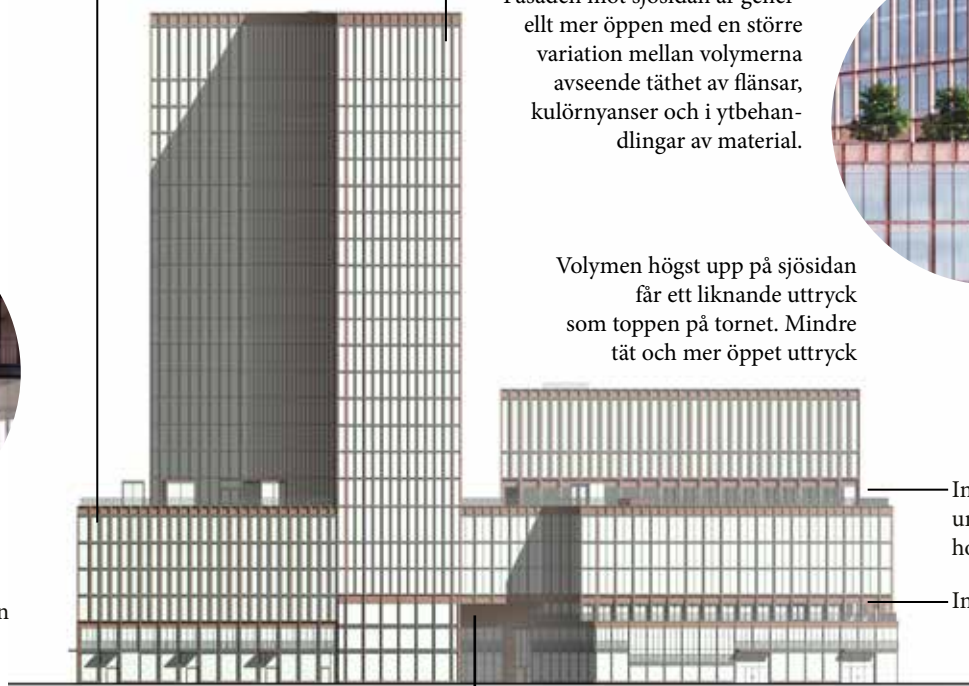 ellt mer öppen med en större
variation mellan volymerna
avseende täthet av flänsar,
kulörnyanser och i ytbehan-
dlingar av material.
Volymen högst upp på sjösidan
får ett liknande uttryck
som toppen på tornet. Mindre
tät och mer öppet uttryck